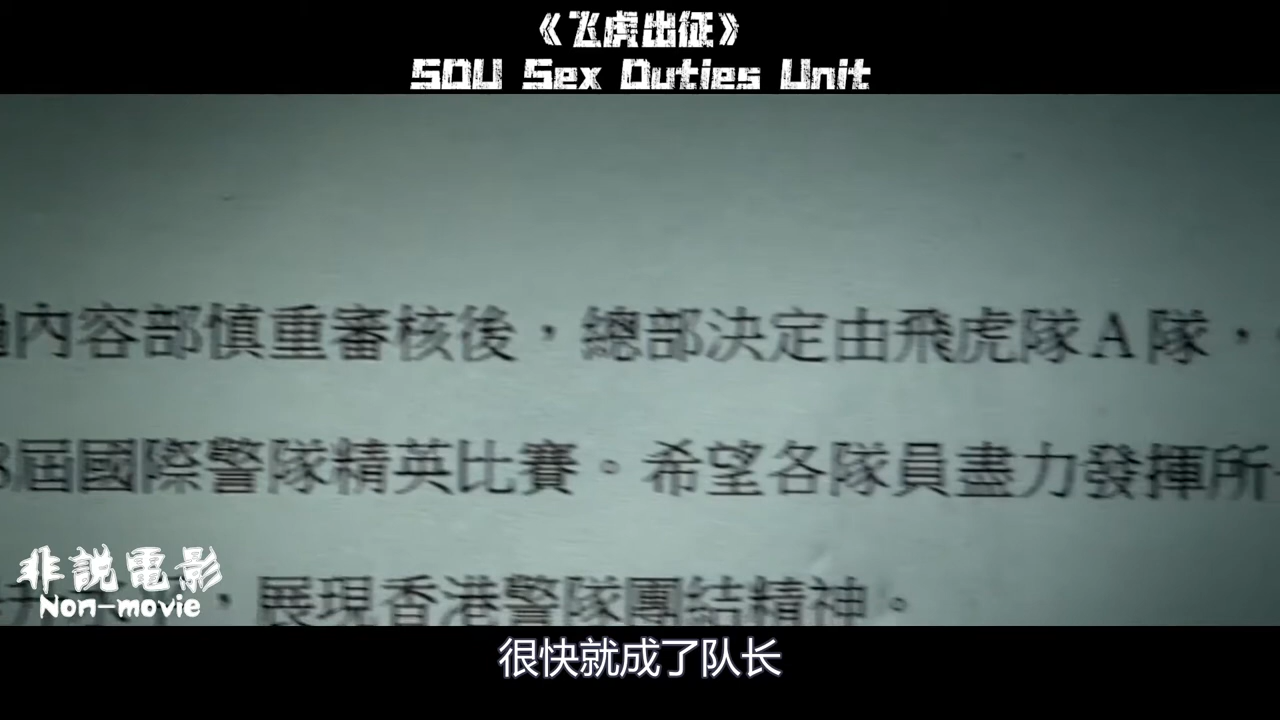 《飞虎出征》
SDU Sex Duties Unit
內容部慎重審核後，總部決定由飛虎隊A隊，
屆國際警隊精英比賽。希望各隊員盡力發揮所
，展現香港警隊團結精神。
非説電影
Non-movie
很快就成了队长